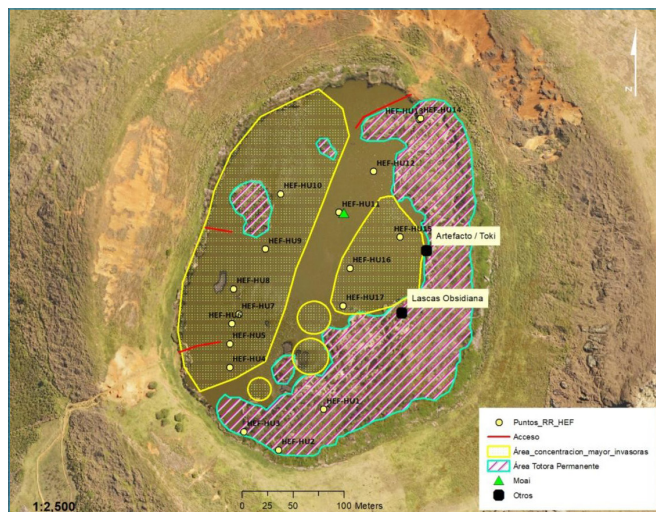 N
HEF-HU13
HEF-HU14
HEF-HU12
HEF-HU10
HEF-HU11
HEF-HU15
Artefacto / Toki
HEF-HU9
HEF-HU16
HEF-HU8
Lascas Obsidiana
HEF-HU7
HEF-HU17
HEF-HU6
HEF-HU5
HEF-HU4
HEF-HU1
HEF-HU3
HEF-HU2
Puntos_RR_HEF
Acceso
Área_concentracion_mayor_invasoras
Área Totora Permanente
Moai
Otros
1:2,500
0 25 50 100 Meters